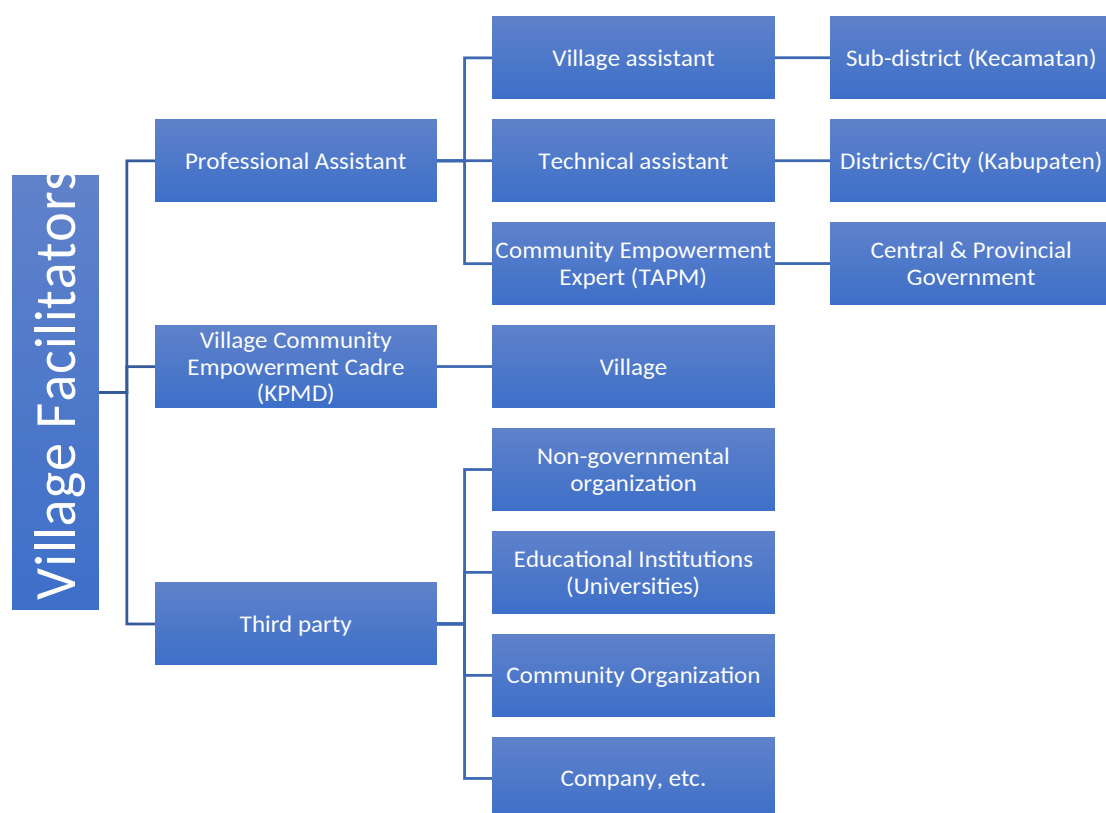 Village Facilitators
Professional Assistant
Village assistant
Sub-district (Kecamatan)
Technical assistant
Districts/City (Kabupaten)
Community Empowerment
Expert (TAPM)
Central & Provincial
Government
Village Community
Empowerment Cadre
(KPMD)
Village
Third party
Non-governmental
organization
Educational Institutions
(Universities)
Community Organization
Company, etc.